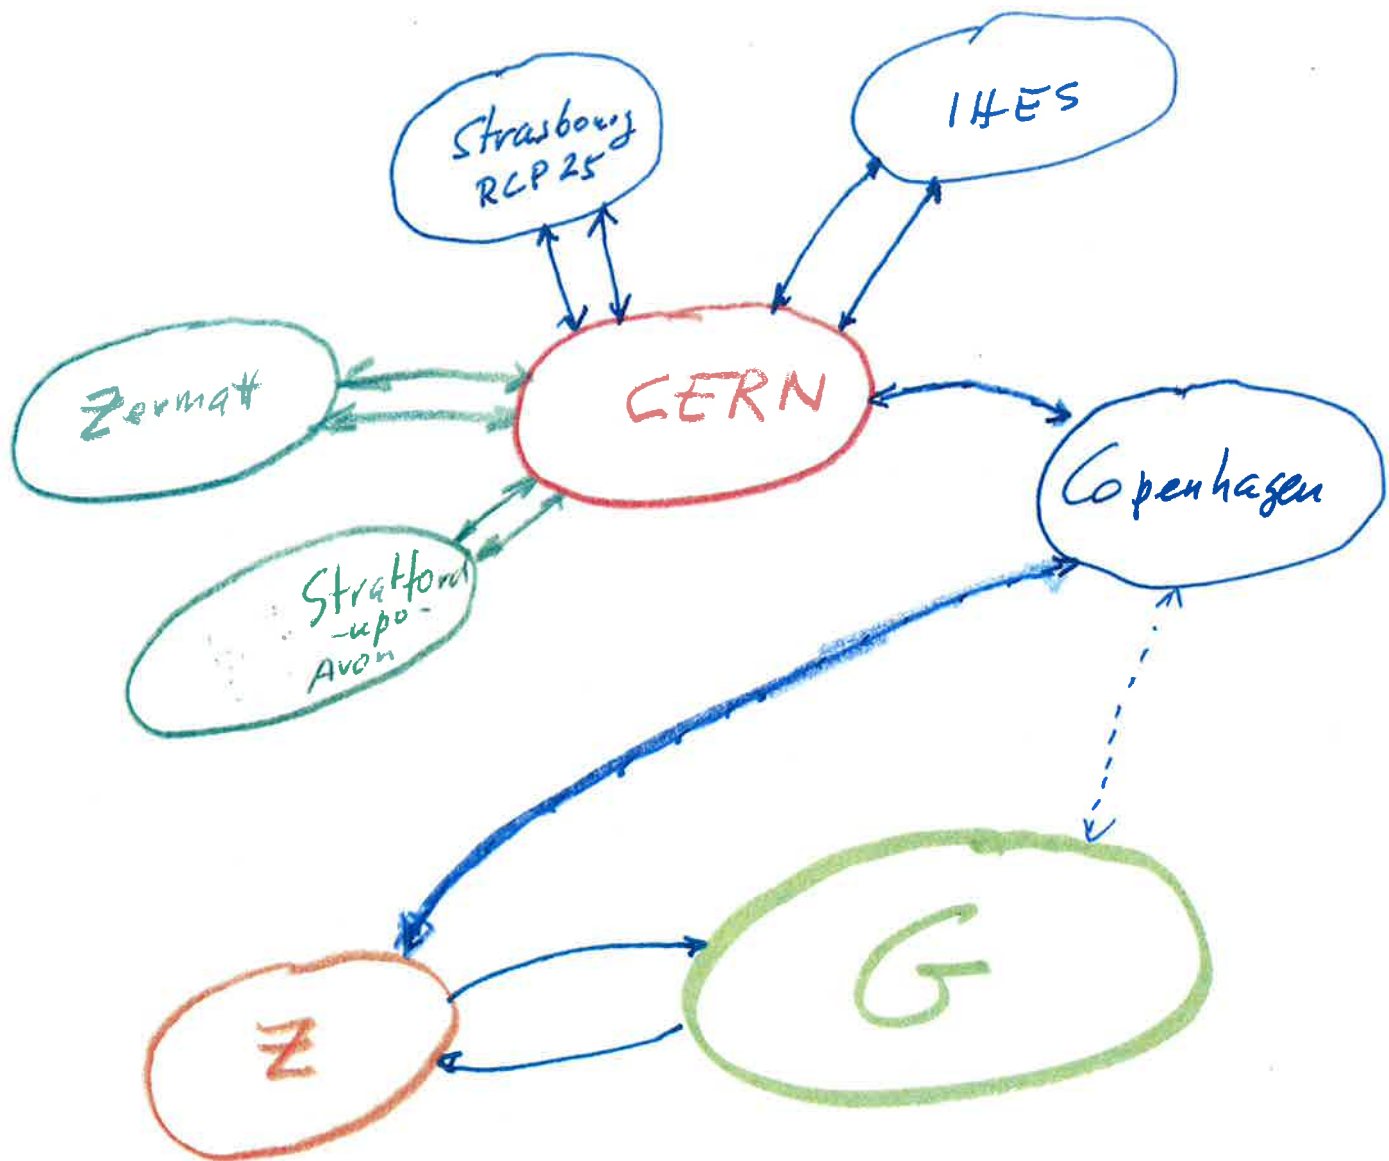 IHES
Strasbourg
RCP 25
Zermatt
CERN
Copenhagen
Stratford
-upo-
Avon
G
Z